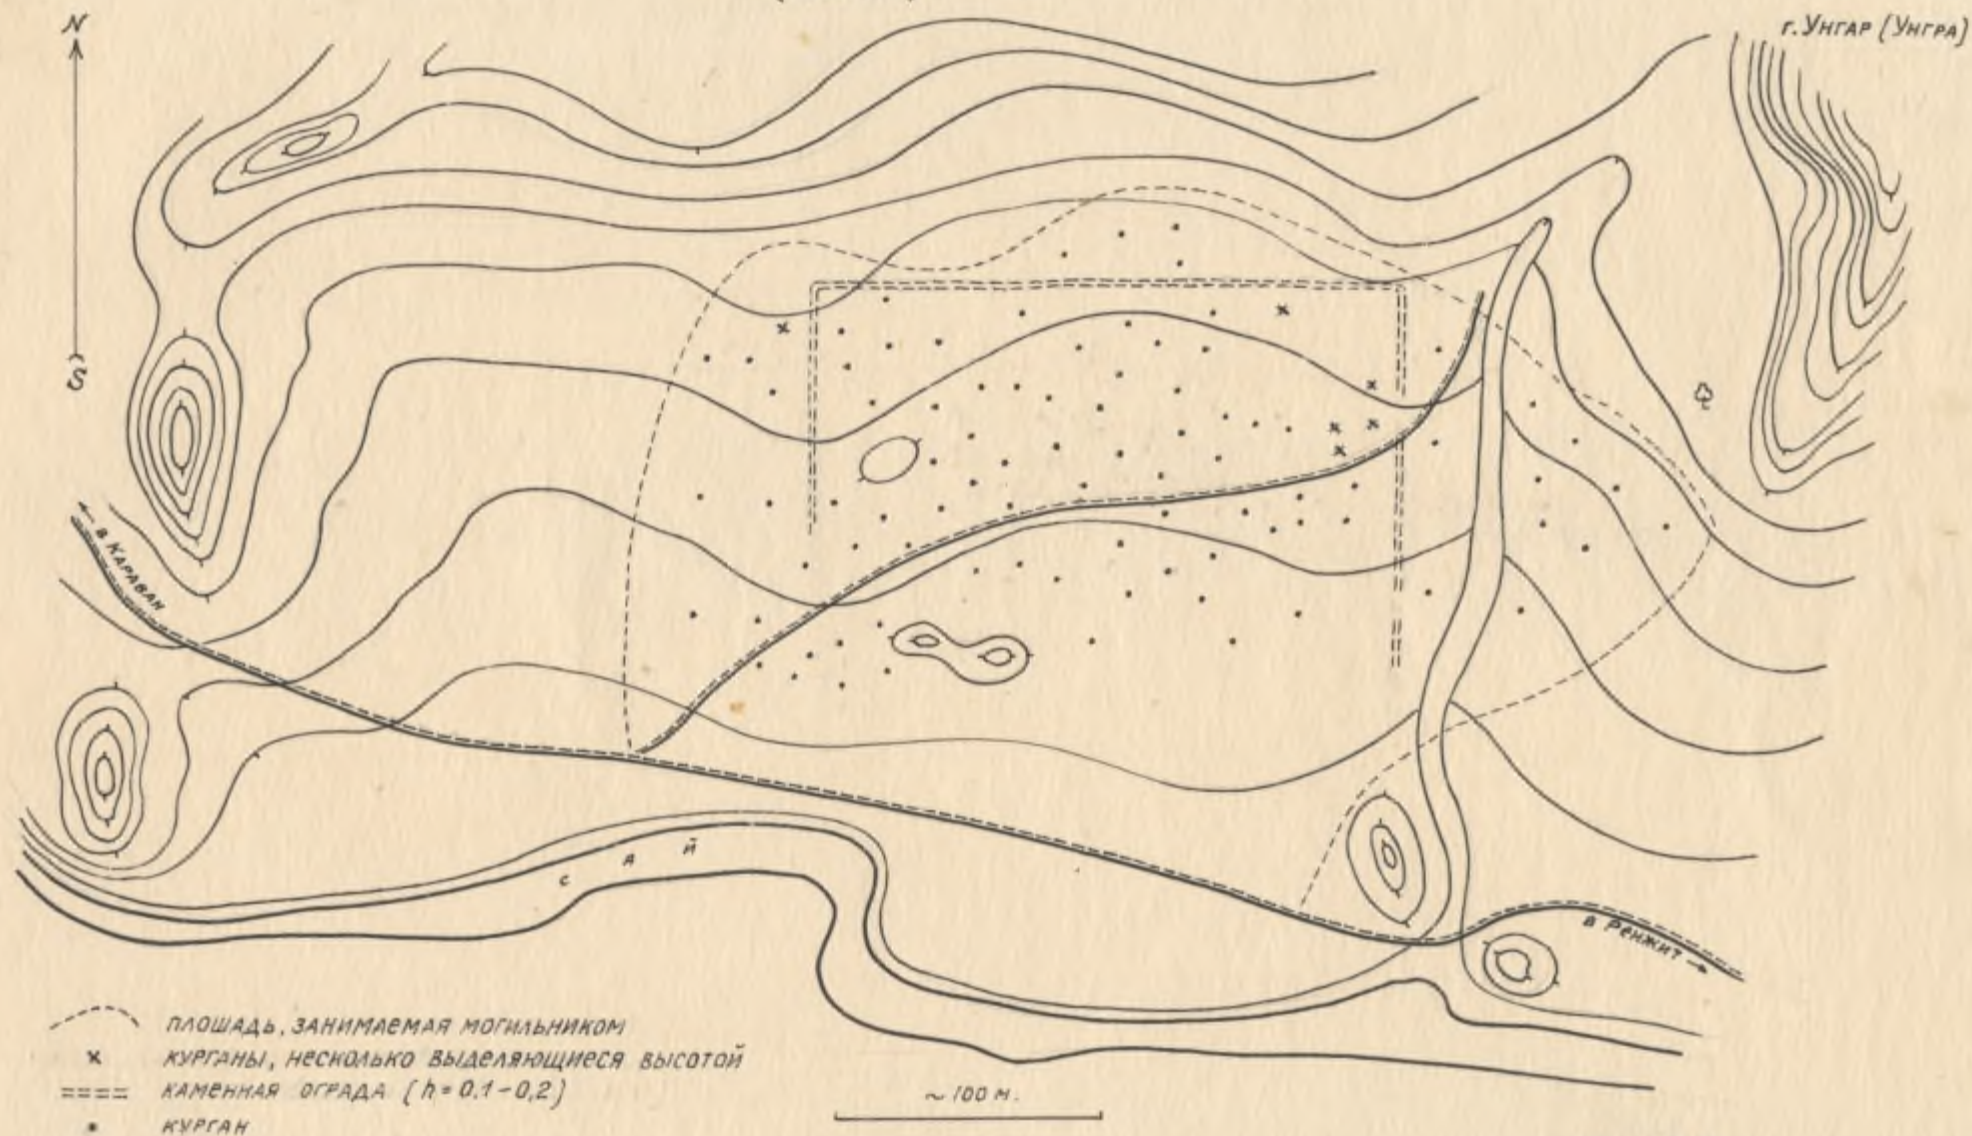 N
г. Унгар (Унгра)
S
← в Караван
с а й
в Ренжит →
площадь, занимаемая могильником
x курганы, несколько выделяющиеся высотой
==== каменная ограда (h = 0,1 – 0,2)
• курган
~ 100 м.